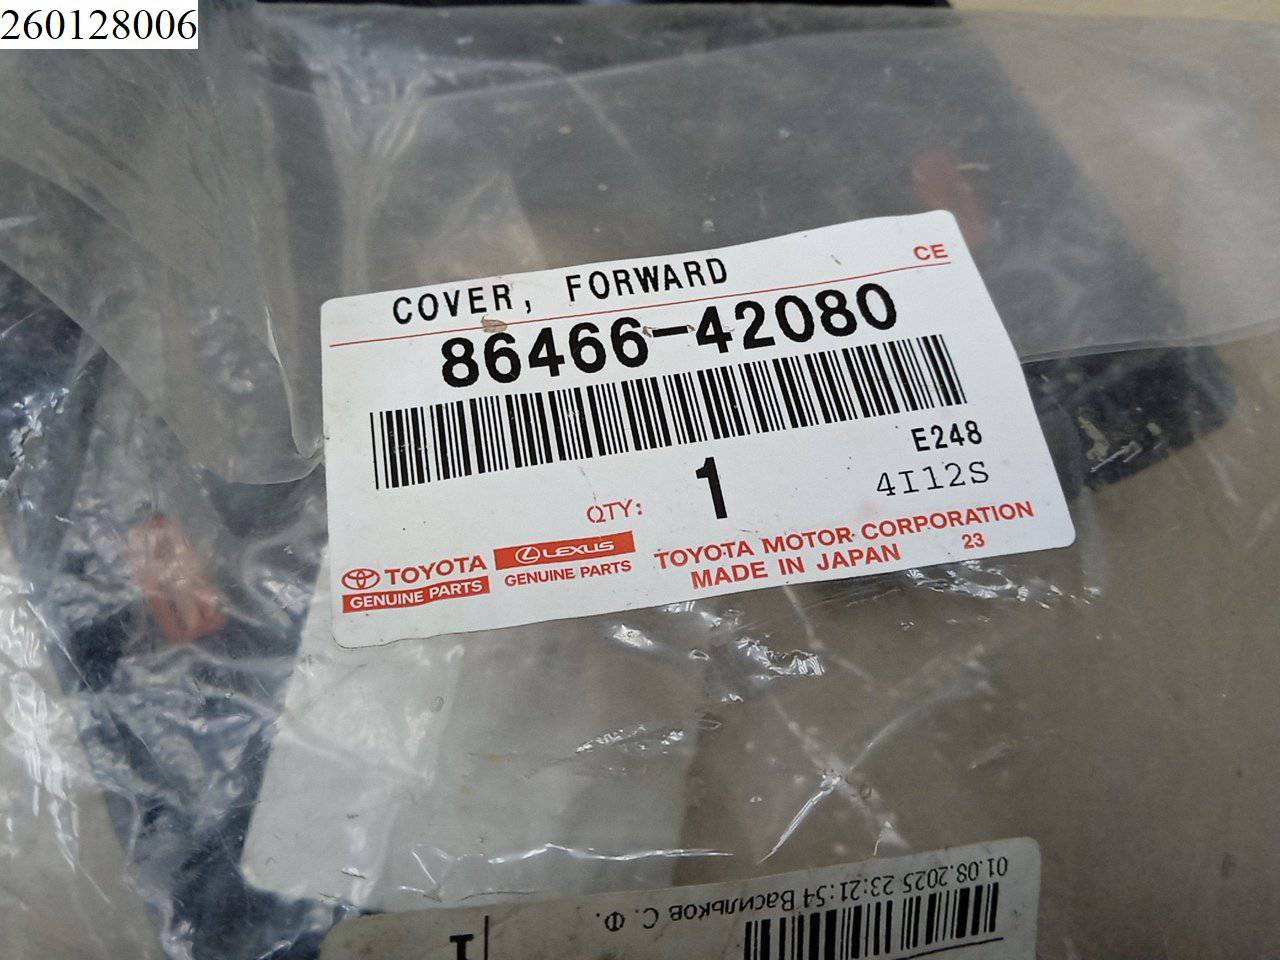 260128006
COVER, FORWARD
CE
86466-42080
E248
QTY: 1
4I12S
TOYOTA
GENUINE PARTS
LEXUS
GENUINE PARTS
TOYOTA MOTOR CORPORATION
MADE IN JAPAN
23
01.08.2025 23:21:54 Васильков С. Ф.